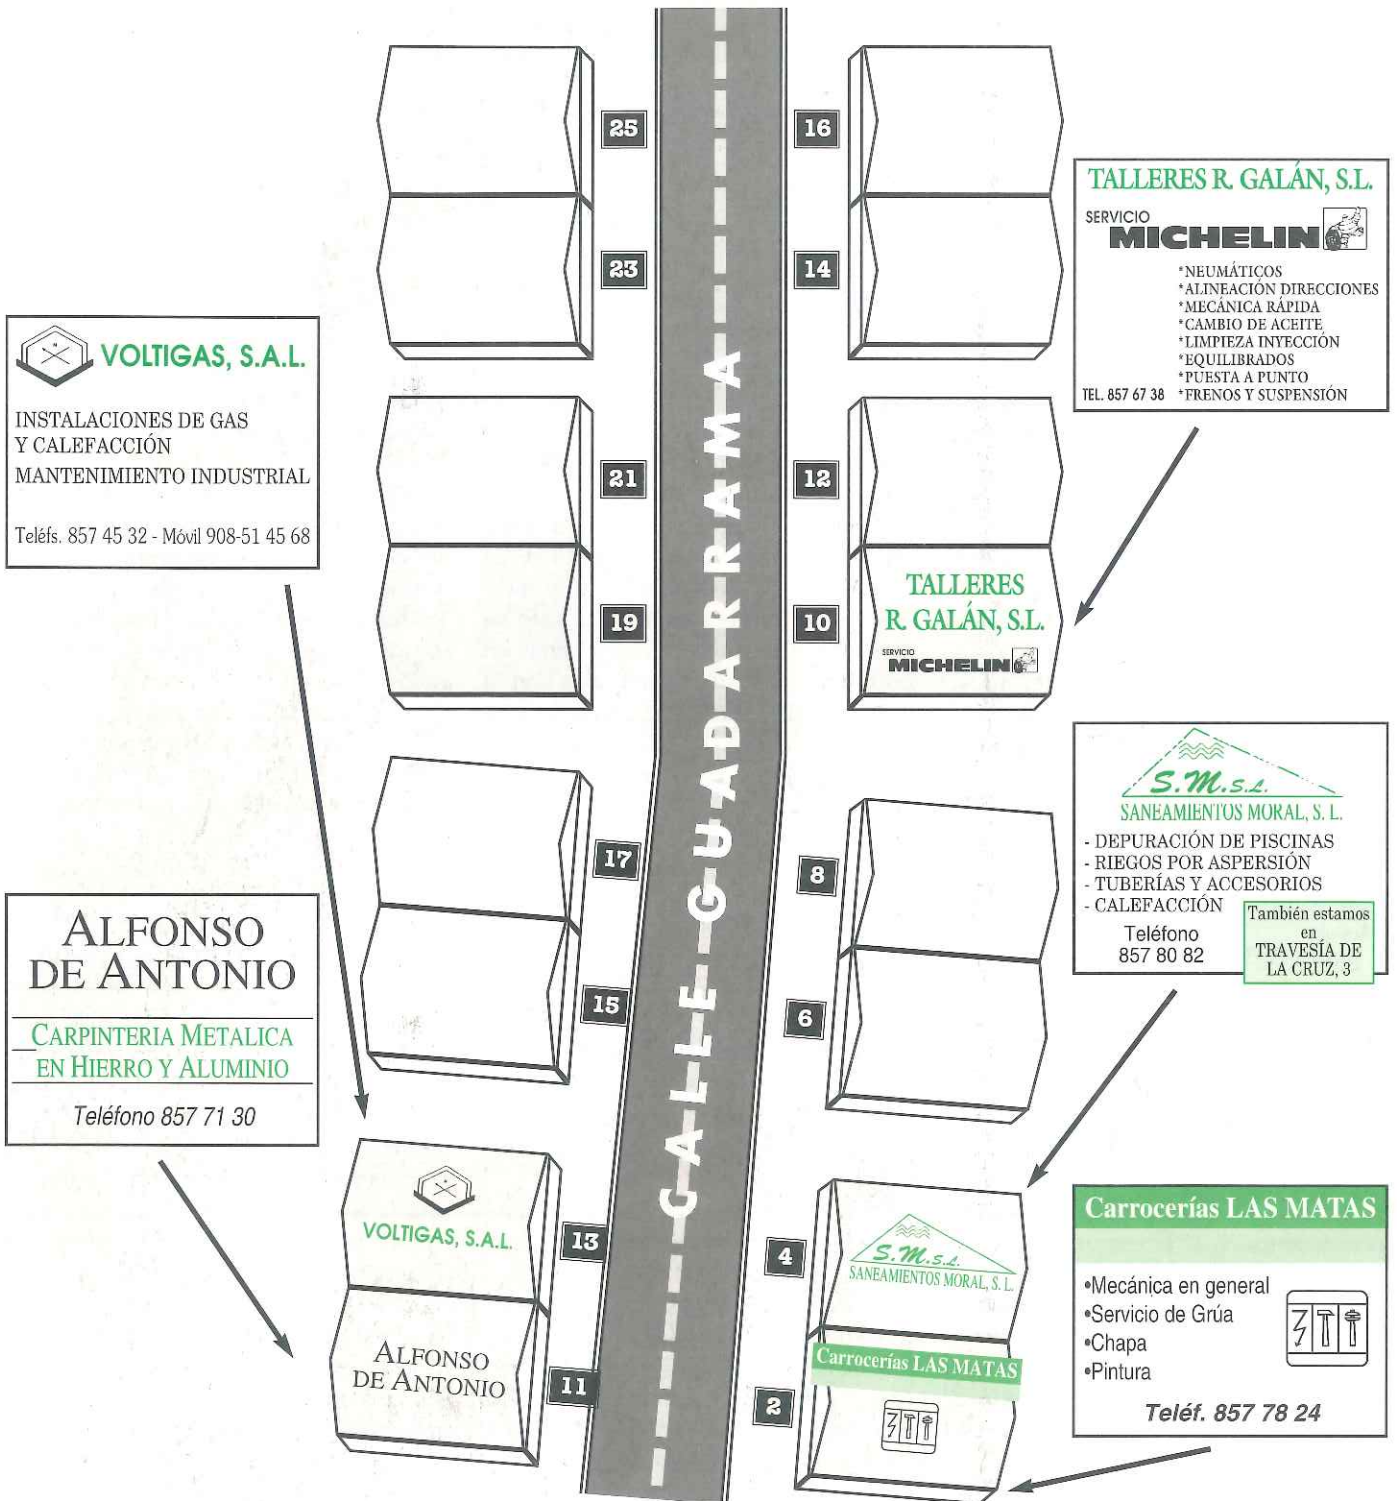 25
16
23
14
21
12
19
10
17
8
15
6
13
4
11
2
CALLE GUADARRAMA
TALLERES R. GALÁN, S.L.
SERVICIO
MICHELIN
*NEUMÁTICOS
*ALINEACIÓN DIRECCIONES
*MECÁNICA RÁPIDA
*CAMBIO DE ACEITE
*LIMPIEZA INYECCIÓN
*EQUILIBRADOS
*PUESTA A PUNTO
TEL. 857 67 38 *FRENOS Y SUSPENSIÓN
VOLTIGAS, S.A.L.
INSTALACIONES DE GAS
Y CALEFACCIÓN
MANTENIMIENTO INDUSTRIAL
Teléfs. 857 45 32 - Móvil 908-51 45 68
TALLERES
R. GALÁN, S.L.
SERVICIO
MICHELIN
S.M.S.L.
SANEAMIENTOS MORAL, S. L.
- DEPURACIÓN DE PISCINAS
- RIEGOS POR ASPERSIÓN
- TUBERÍAS Y ACCESORIOS
- CALEFACCIÓN
Teléfono
857 80 82
También estamos
en
TRAVESÍA DE
LA CRUZ, 3
ALFONSO
DE ANTONIO
CARPINTERIA METALICA
EN HIERRO Y ALUMINIO
Teléfono 857 71 30
VOLTIGAS, S.A.L.
ALFONSO
DE ANTONIO
S.M.S.L.
SANEAMIENTOS MORAL, S. L.
Carrocerías LAS MATAS
Carrocerías LAS MATAS
•Mecánica en general
•Servicio de Grúa
•Chapa
•Pintura
Teléf. 857 78 24